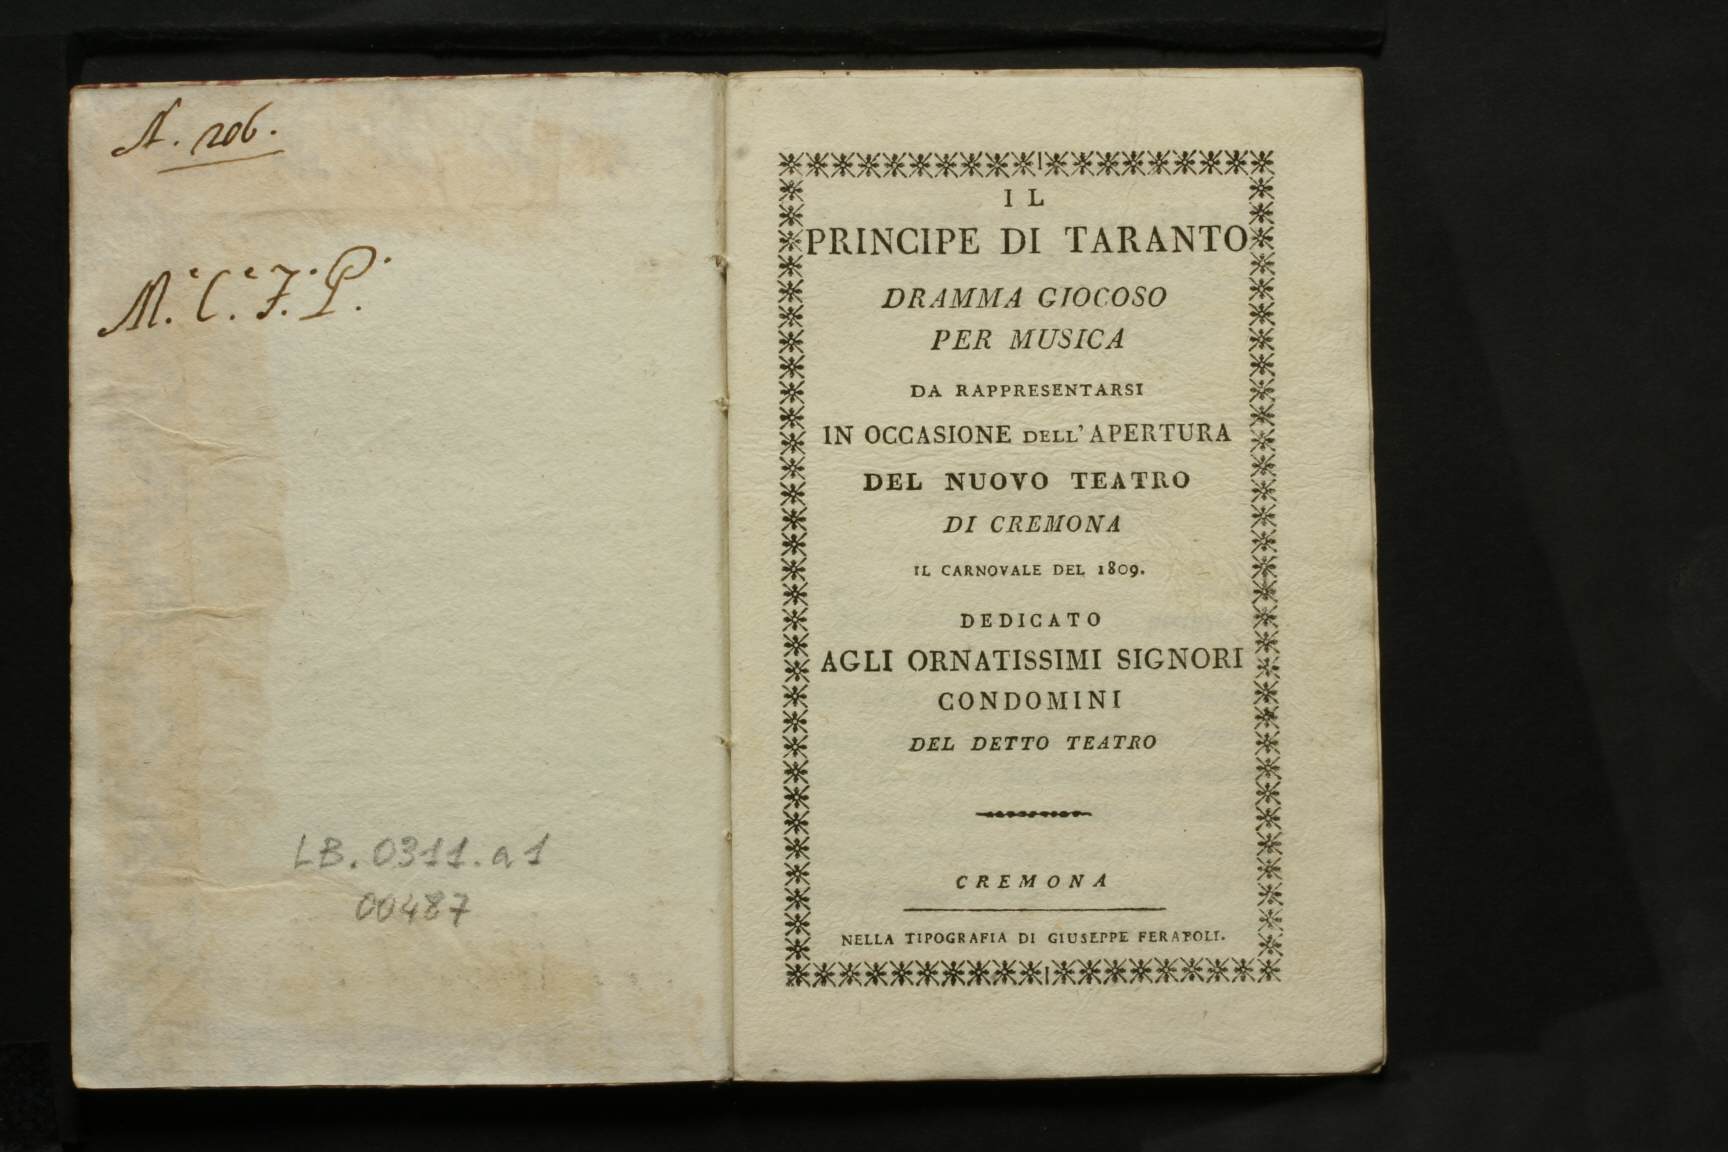 N. 206.
M.ᵉ C.ᵉ F. P.
LB. 0311. a 1
00487
IL
PRINCIPE DI TARANTO
DRAMMA GIOCOSO
PER MUSICA
DA RAPPRESENTARSI
IN OCCASIONE DELL' APERTURA
DEL NUOVO TEATRO
DI CREMONA
IL CARNOVALE DEL 1809.
DEDICATO
AGLI ORNATISSIMI SIGNORI
CONDOMINI
DEL DETTO TEATRO
CREMONA
NELLA TIPOGRAFIA DI GIUSEPPE FERABOLI.